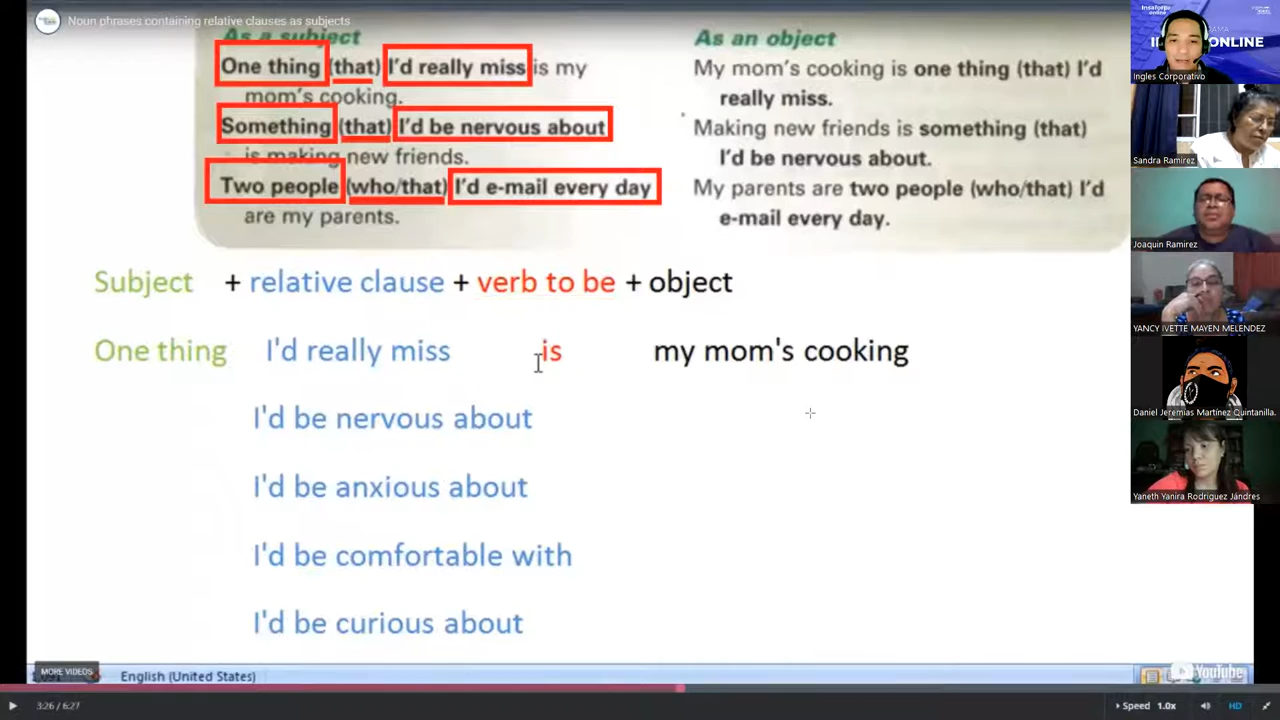 Noun phrases containing relative clauses as subjects
As a subject
One thing (that) I'd really miss is my
mom's cooking.
Something (that) I'd be nervous about
is making new friends.
Two people (who/that) I'd e-mail every day
are my parents.
As an object
My mom's cooking is one thing (that) I'd
really miss.
Making new friends is something (that)
I'd be nervous about.
My parents are two people (who/that) I'd
e-mail every day.
Subject + relative clause + verb to be + object
One thing I'd really miss is my mom's cooking
I'd be nervous about
I'd be anxious about
I'd be comfortable with
I'd be curious about
MORE VIDEOS
English (United States)
YouTube
3:26 / 6:27
Speed 1.0x
HD
Insaforp
online
ONLINE
Ingles Corporativo
Sandra Ramirez
Joaquin Ramirez
YANCY IVETTE MAYEN MELENDEZ
Daniel Jeremias Martínez Quintanilla.
Yaneth Yanira Rodriguez Jándres